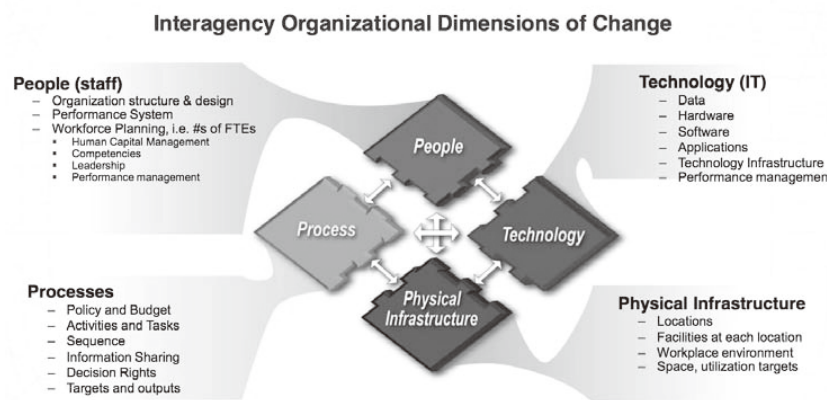 Interagency Organizational Dimensions of Change
People (staff)
– Organization structure & design
– Performance System
– Workforce Planning, i.e. #s of FTEs
▪ Human Capital Management
▪ Competencies
▪ Leadership
▪ Performance management
Technology (IT)
– Data
– Hardware
– Software
– Applications
– Technology Infrastructure
– Performance management
People
Process
Technology
Physical
Infrastructure
Processes
– Policy and Budget
– Activities and Tasks
– Sequence
– Information Sharing
– Decision Rights
– Targets and outputs
Physical Infrastructure
– Locations
– Facilities at each location
– Workplace environment
– Space, utilization targets